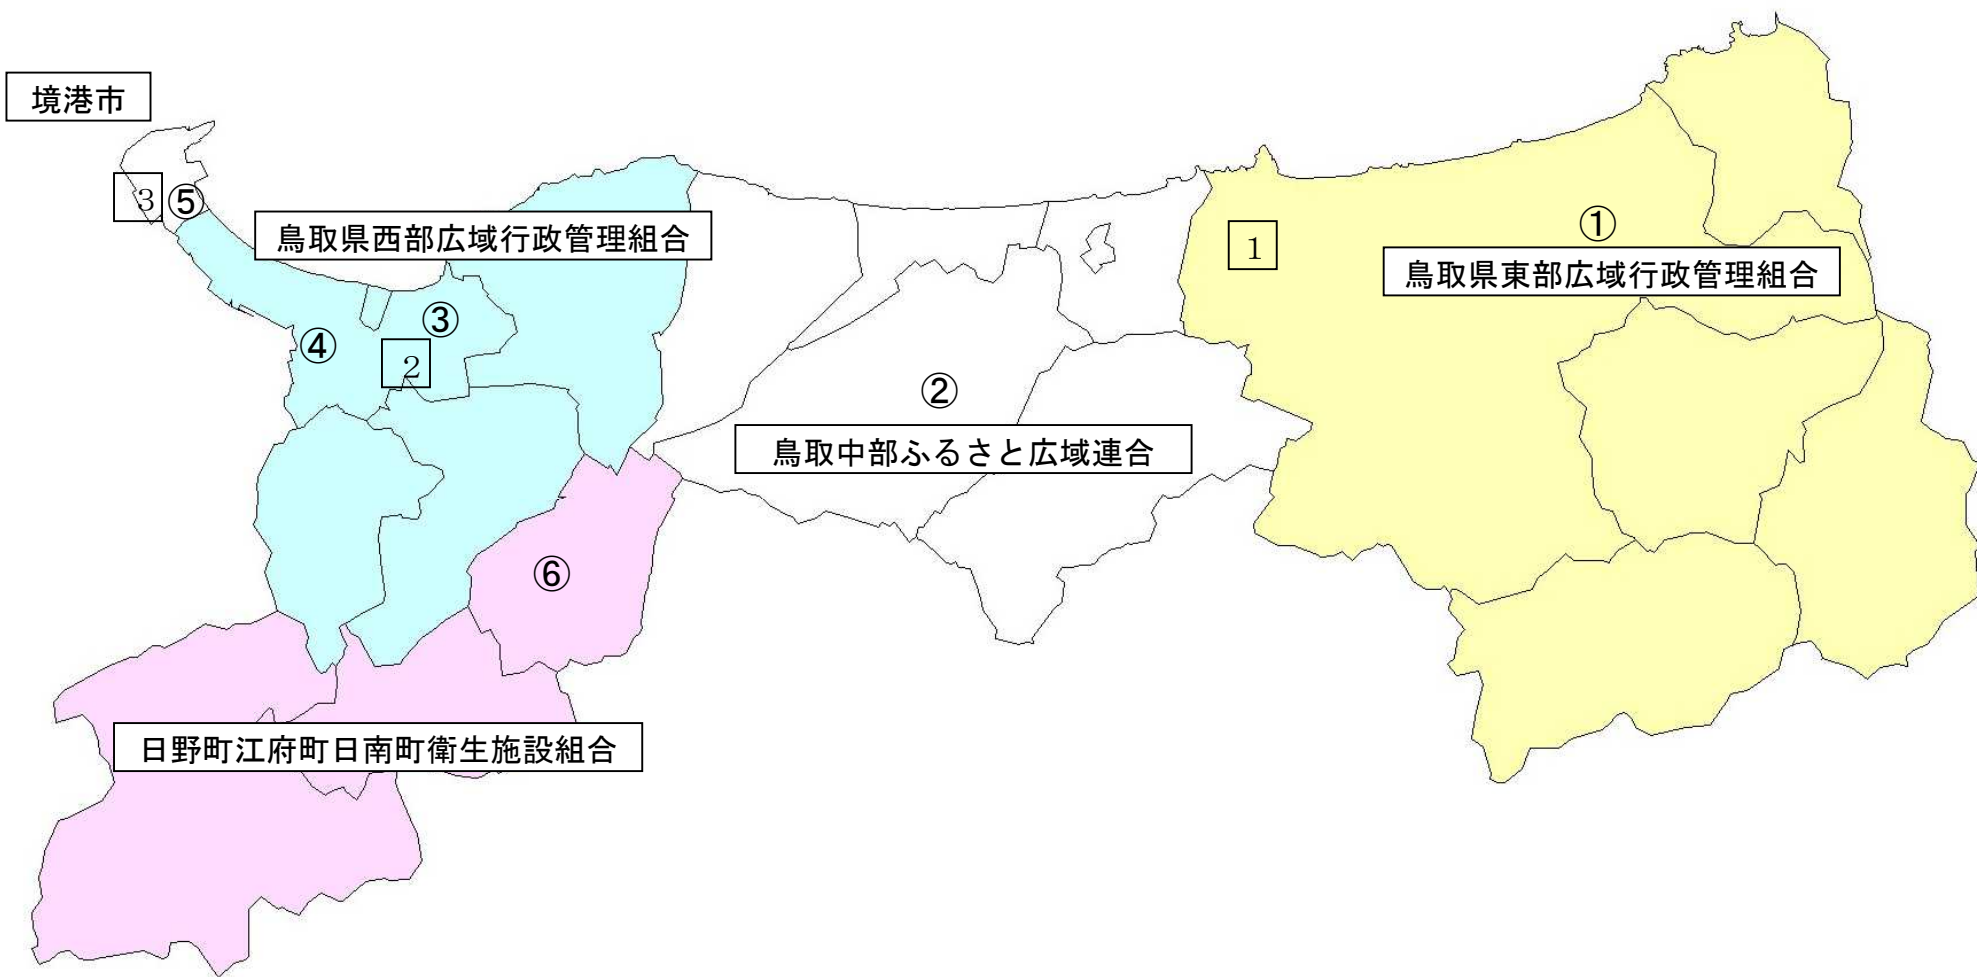 境港市
3
⑤
鳥取県西部広域行政管理組合
1
①
鳥取県東部広域行政管理組合
③
④
2
②
鳥取中部ふるさと広域連合
⑥
日野町江府町日南町衛生施設組合